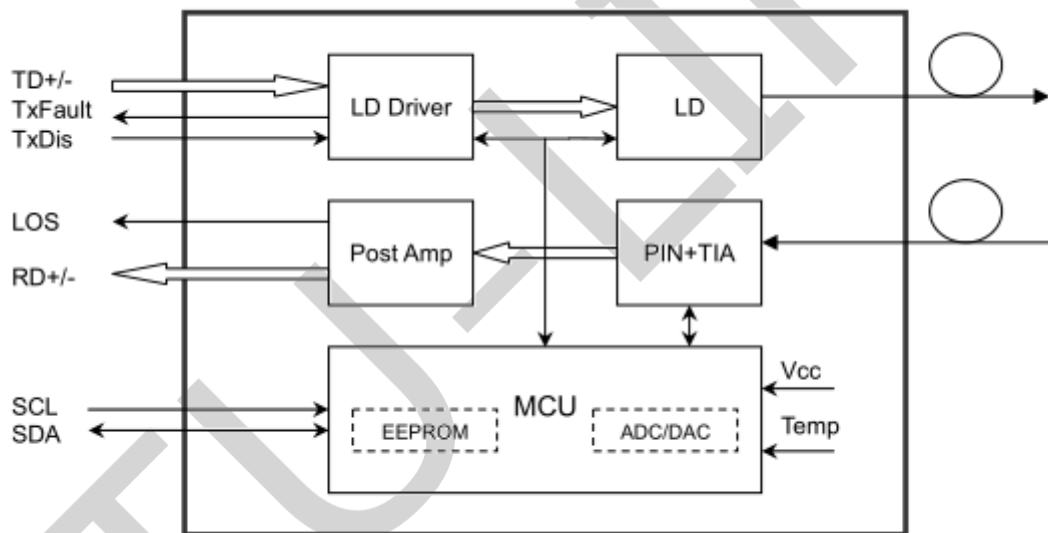 TD+/-
TxFault
TxDis
LD Driver
LD
LOS
RD+/-
Post Amp
PIN+TIA
SCL
SDA
MCU
EEPROM
ADC/DAC
Vcc
Temp